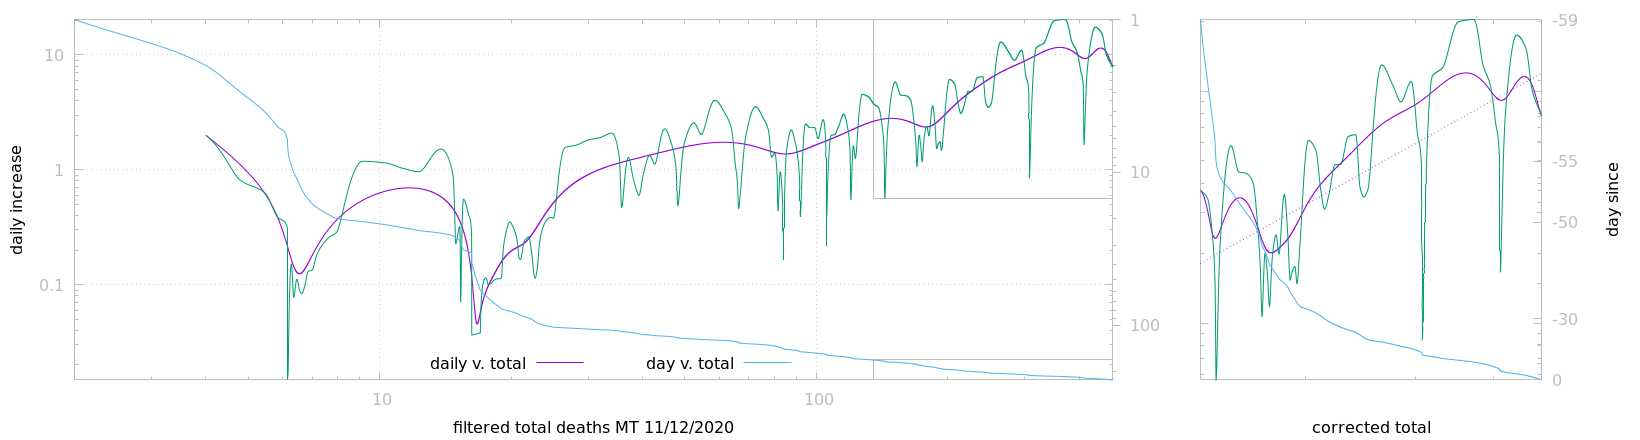 daily increase
10
1
0.1
10
100
1
10
100
daily v. total
day v. total
filtered total deaths MT 11/12/2020
-59
-55
-50
-30
0
day since
corrected total